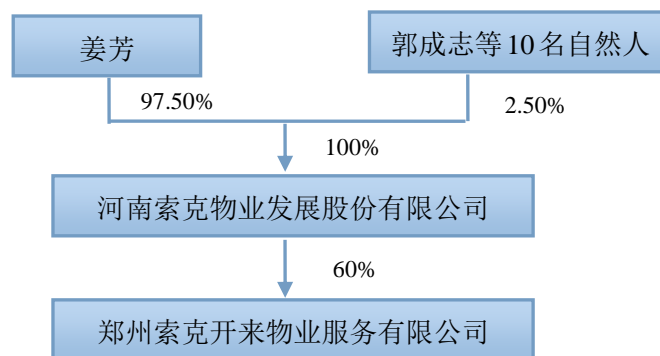 姜芳
郭成志等10名自然人
97.50%
2.50%
100%
河南索克物业发展股份有限公司
60%
郑州索克开来物业服务有限公司